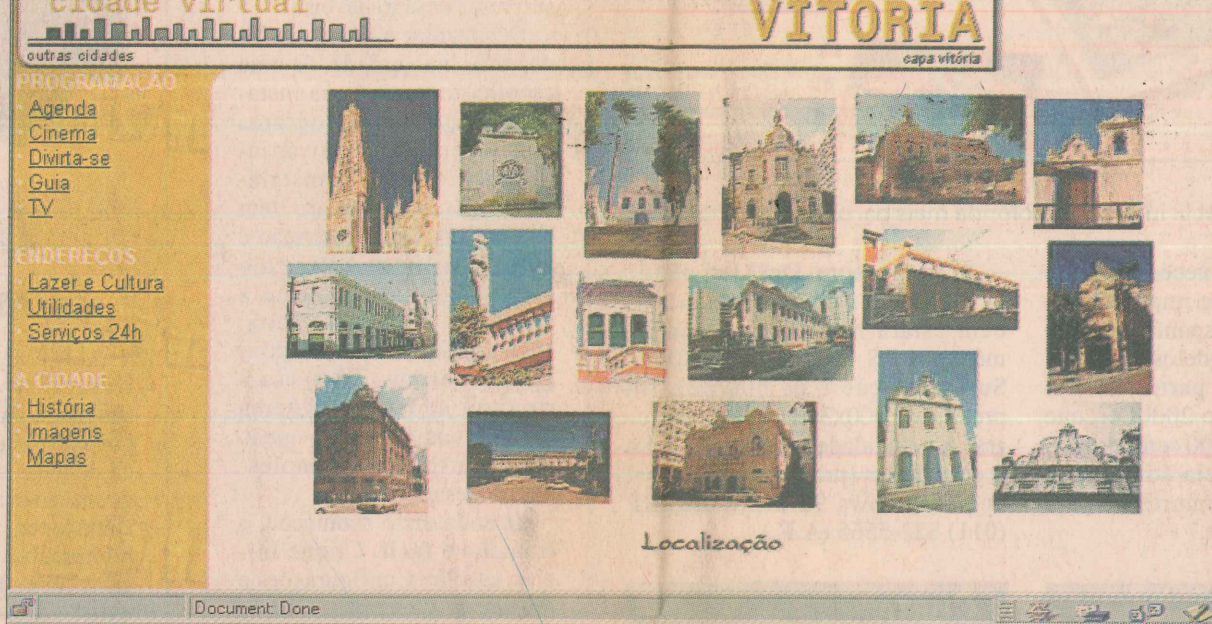 cidade virtual
VITÓRIA
outras cidades
capa vitória
PROGRAMAÇÃO
Agenda
Cinema
Divirta-se
Guia
TV
ENDEREÇOS
Lazer e Cultura
Utilidades
Serviços 24h
A CIDADE
História
Imagens
Mapas
Localização
Document: Done